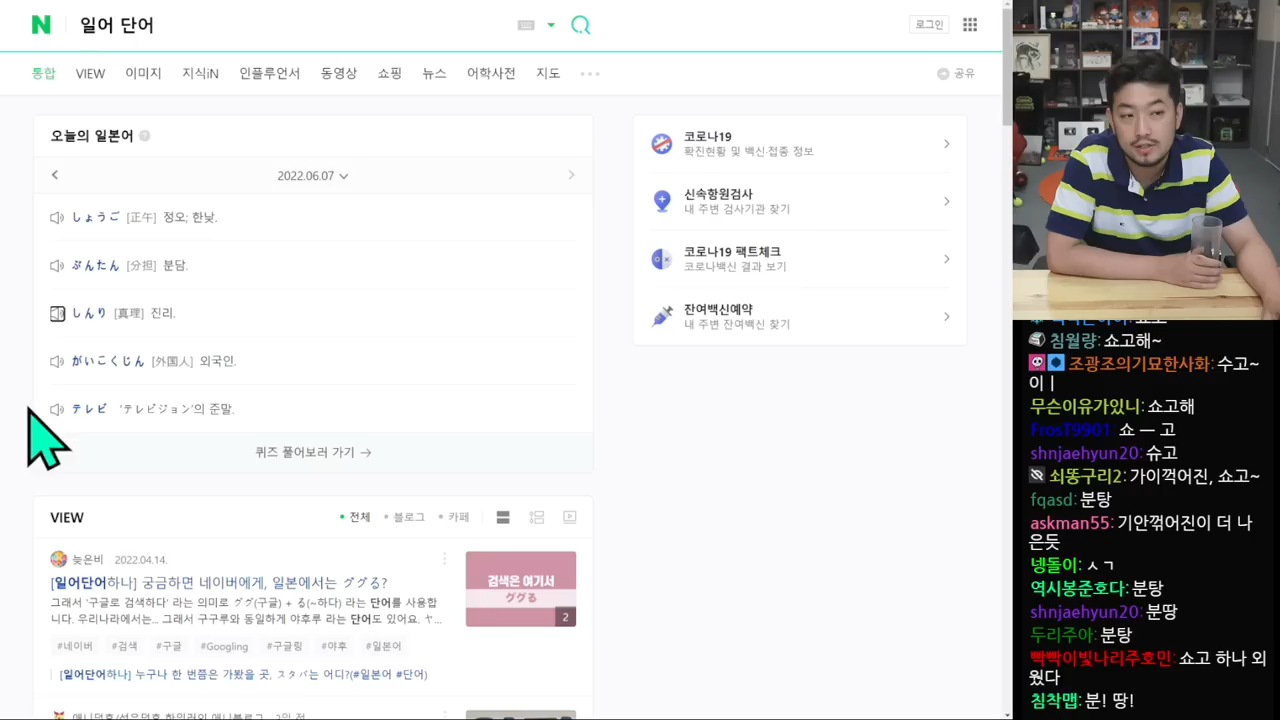 N 일어 단어
로그인
통합 VIEW 이미지 지식iN 인플루언서 동영상 쇼핑 뉴스 어학사전 지도
공유
오늘의 일본어
2022.06.07
しょうご [正午] 정오; 한낮.
ぶんたん [分担] 분담.
しんり [真理] 진리.
がいこくじん [外国人] 외국인.
テレビ ‘テレビジョン’의 준말.
퀴즈 풀어보러 가기 →
코로나19
확진현황 및 백신·접종 정보
신속항원검사
내 주변 검사기관 찾기
코로나19 팩트체크
코로나백신 결과 보기
잔여백신예약
내 주변 잔여백신 찾기
VIEW
전체 블로그 카페
늦은비 2022.04.14.
[일어단어하나] 궁금하면 네이버에게, 일본에서는 ググる?
그래서 '구글로 검색하다' 라는 의미로 ググ(구글) + る(~하다) 라는 단어를 사용합
니다. 우리나라에서는... 그래서 구구루와 동일하게 야후루 라는 단어도 있어요. ヤ...
#네이버 #검색 #구글 #Googling #구글링 #야후 #일본어
[일어단어하나] 누구나 한 번쯤은 가봤을 곳, スタバ는 어디?(#일본어 #단어)
검색은 여기서
ググる
2
침월량: 쇼고해~
조광조의기묘한사화: 수고~
이ㅣ
무슨이유가있니: 쇼고해
FrosT9901: 쇼 ㅡ 고
shnjaehyun20: 슈고
쇠똥구리2: 가이꺽어진, 쇼고~
fqasd: 분탕
askman55: 기안꺾어진이 더 나
은듯
넹돌이: ㅅㄱ
역시봉준호다: 분탕
shnjaehyun20: 분땅
두리주아: 분탕
빡빡이빛나리주호민: 쇼고 하나 외
웠다
침착맵: 분! 땅!